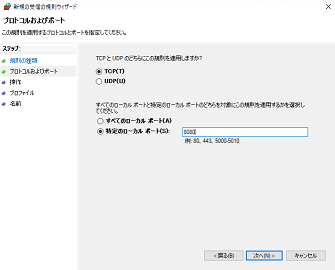 新規の受信の規則ウィザード
プロトコルおよびポート
この規則を適用するプロトコルとポートを指定してください。
ステップ:
規則の種類
プロトコルおよびポート
操作
プロファイル
名前
TCP と UDP のどちらにこの規則を適用しますか?
TCP(T)
UDP(U)
すべてのローカル ポートと特定のローカル ポートのどちらを対象にこの規則を適用するかを選択し
てください。
すべてのローカル ポート(A)
特定のローカル ポート(S):
8080
例: 80, 443, 5000-5010
< 戻る(B)
次へ(N) >
キャンセル